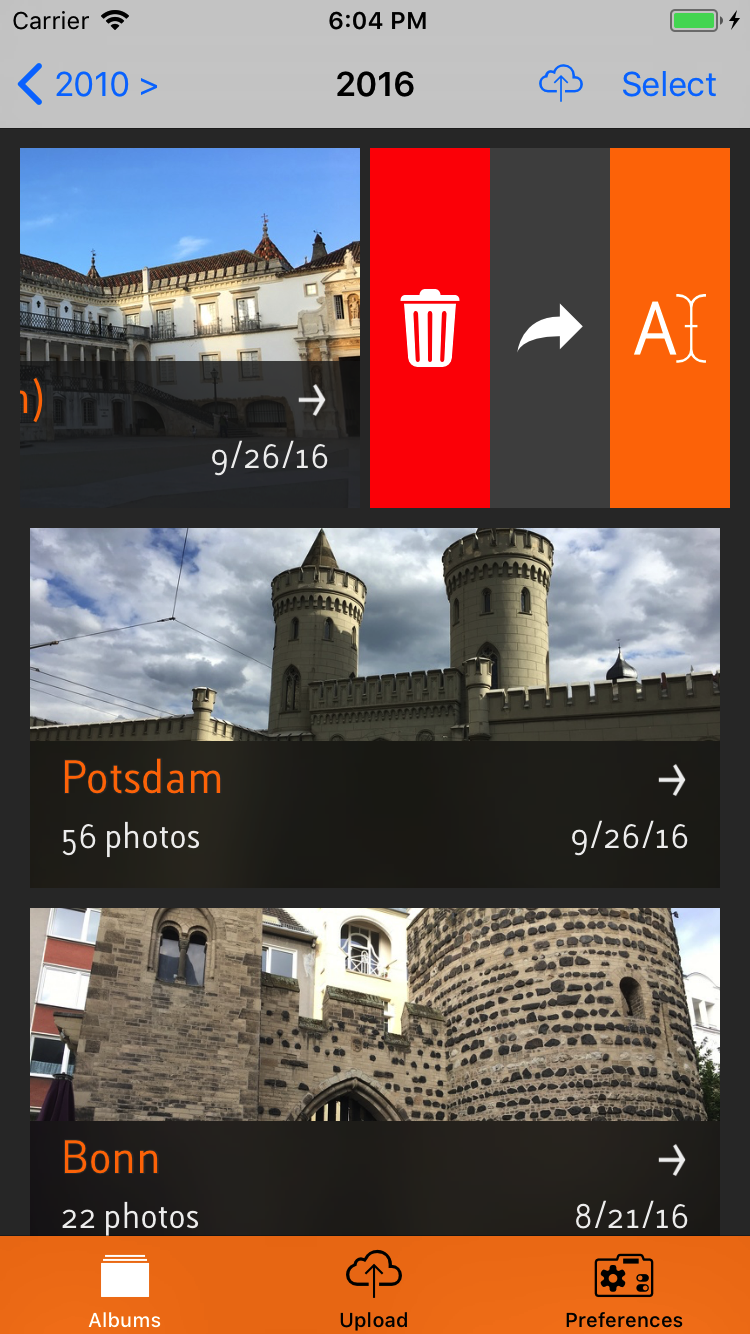 Carrier 6:04 PM
2010 > 2016 Select
)
9/26/16
Potsdam
56 photos 9/26/16
Bonn
22 photos 8/21/16
Albums Upload Preferences